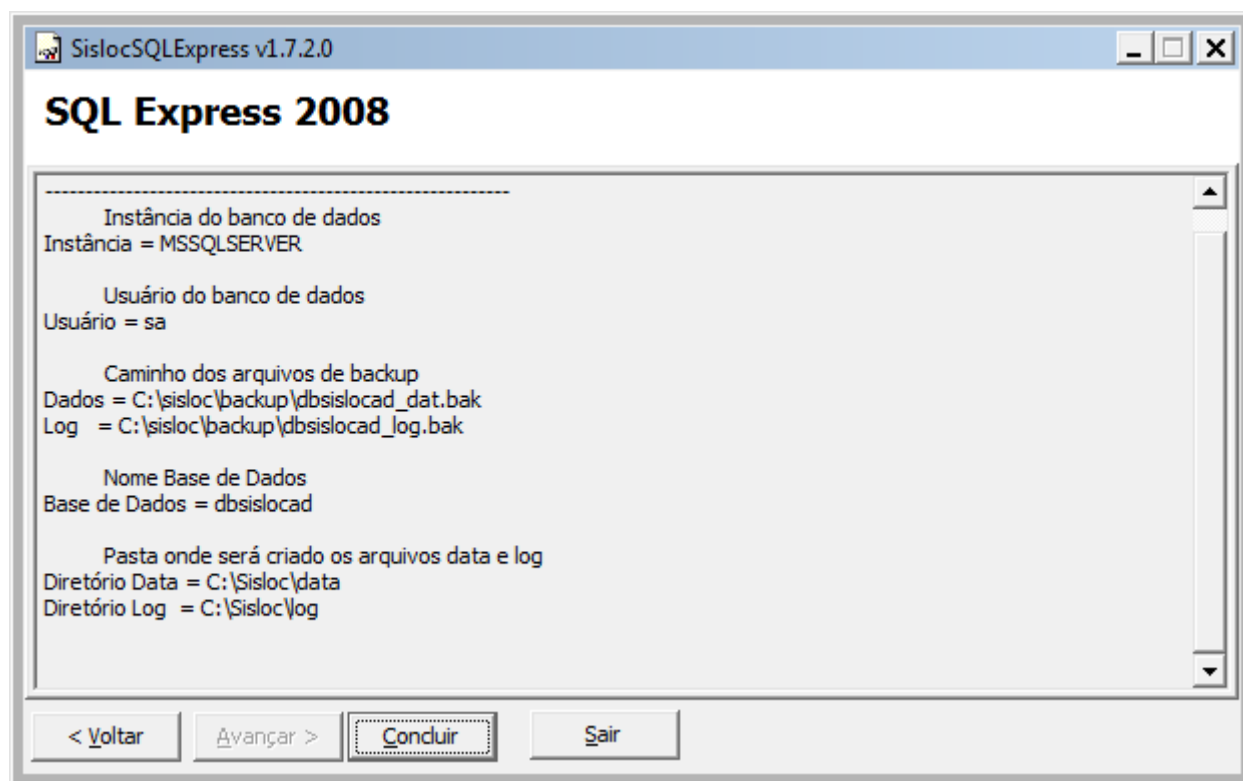 SislocSQLExpress v1.7.2.0
SQL Express 2008
----------------------------------------------------------
Instância do banco de dados
Instância = MSSQLSERVER
Usuário do banco de dados
Usuário = sa
Caminho dos arquivos de backup
Dados = C:\sisloc\backup\dbsislocad_dat.bak
Log = C:\sisloc\backup\dbsislocad_log.bak
Nome Base de Dados
Base de Dados = dbsislocad
Pasta onde será criado os arquivos data e log
Diretório Data = C:\Sisloc\data
Diretório Log = C:\Sisloc\log
< Voltar Avançar > Concluir Sair